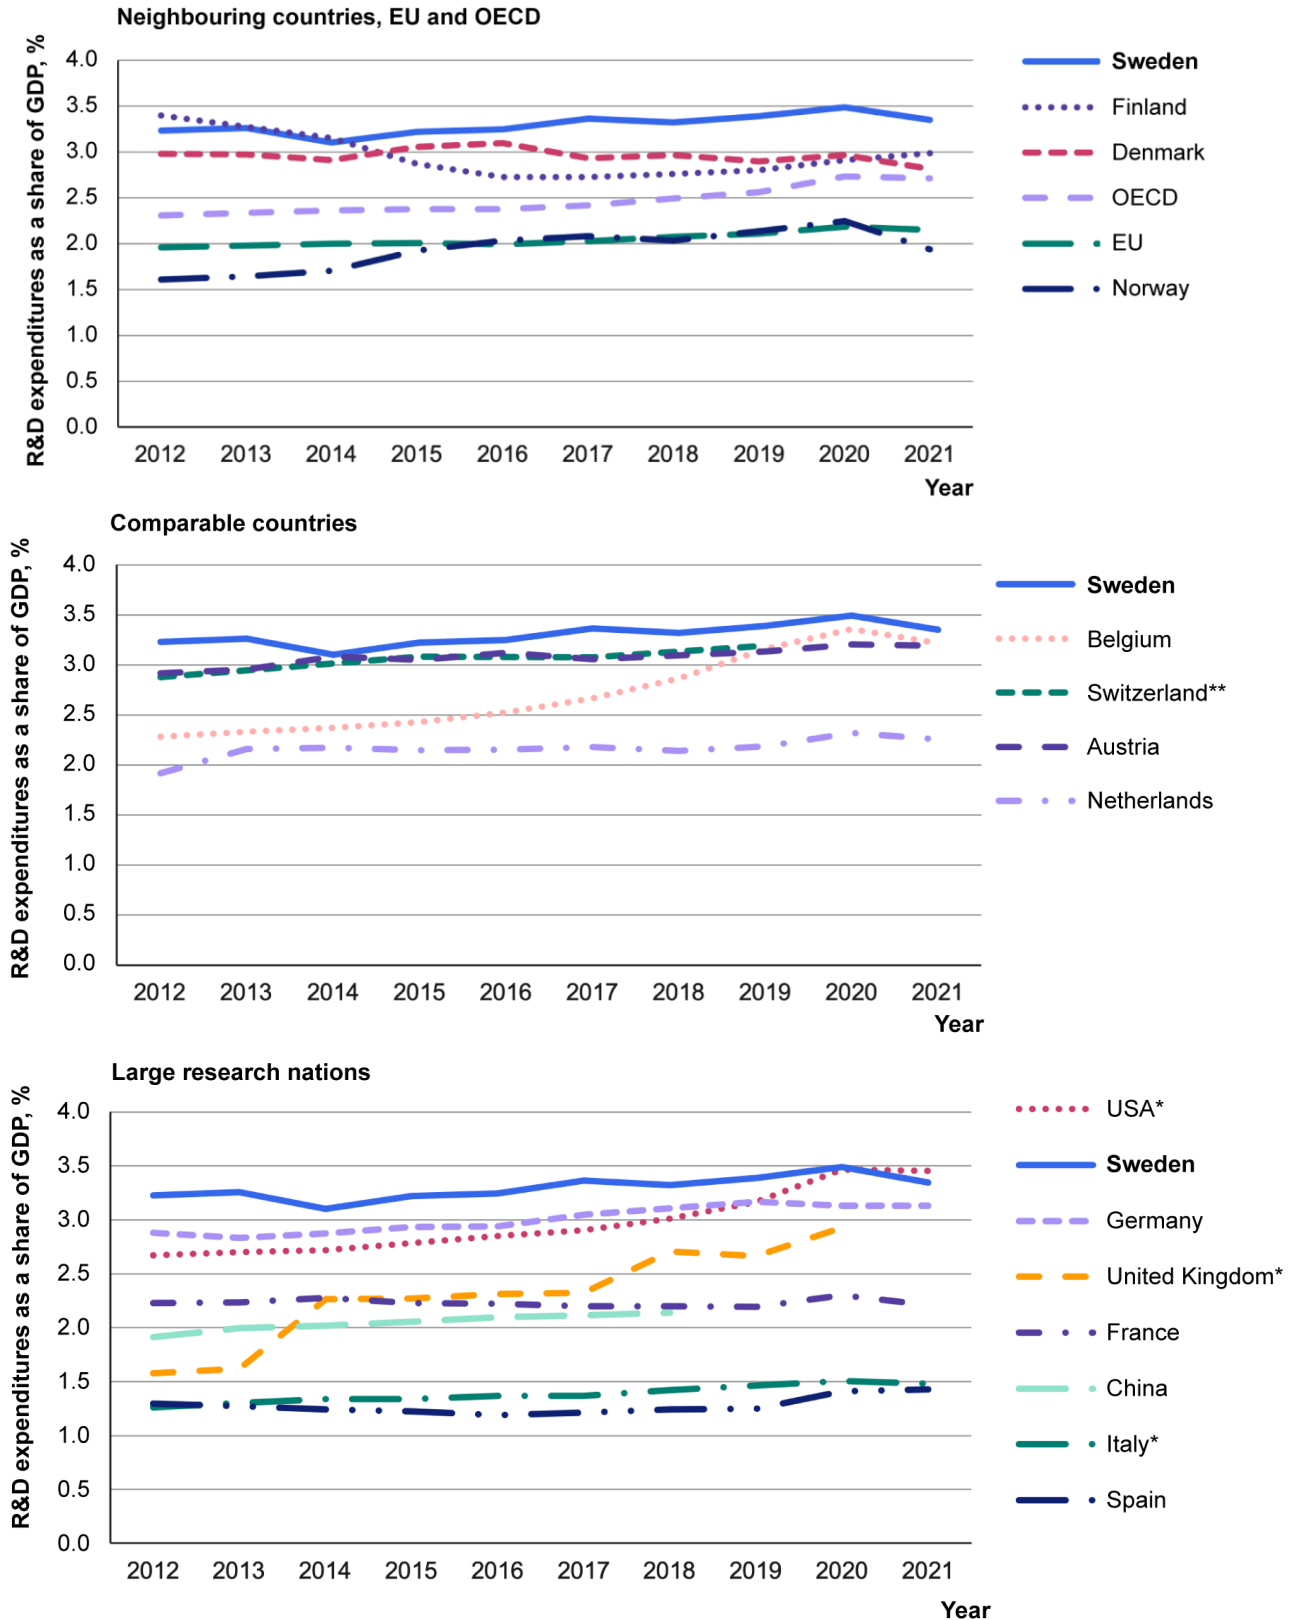 Neighbouring countries, EU and OECD
R&D expenditures as a share of GDP, %
4.0
3.5
3.0
2.5
2.0
1.5
1.0
0.5
0.0
2012 2013 2014 2015 2016 2017 2018 2019 2020 2021
Year
Sweden
Finland
Denmark
OECD
EU
Norway
Comparable countries
R&D expenditures as a share of GDP, %
4.0
3.5
3.0
2.5
2.0
1.5
1.0
0.5
0.0
2012 2013 2014 2015 2016 2017 2018 2019 2020 2021
Year
Sweden
Belgium
Switzerland**
Austria
Netherlands
Large research nations
R&D expenditures as a share of GDP, %
4.0
3.5
3.0
2.5
2.0
1.5
1.0
0.5
0.0
2012 2013 2014 2015 2016 2017 2018 2019 2020 2021
Year
USA*
Sweden
Germany
United Kingdom*
France
China
Italy*
Spain